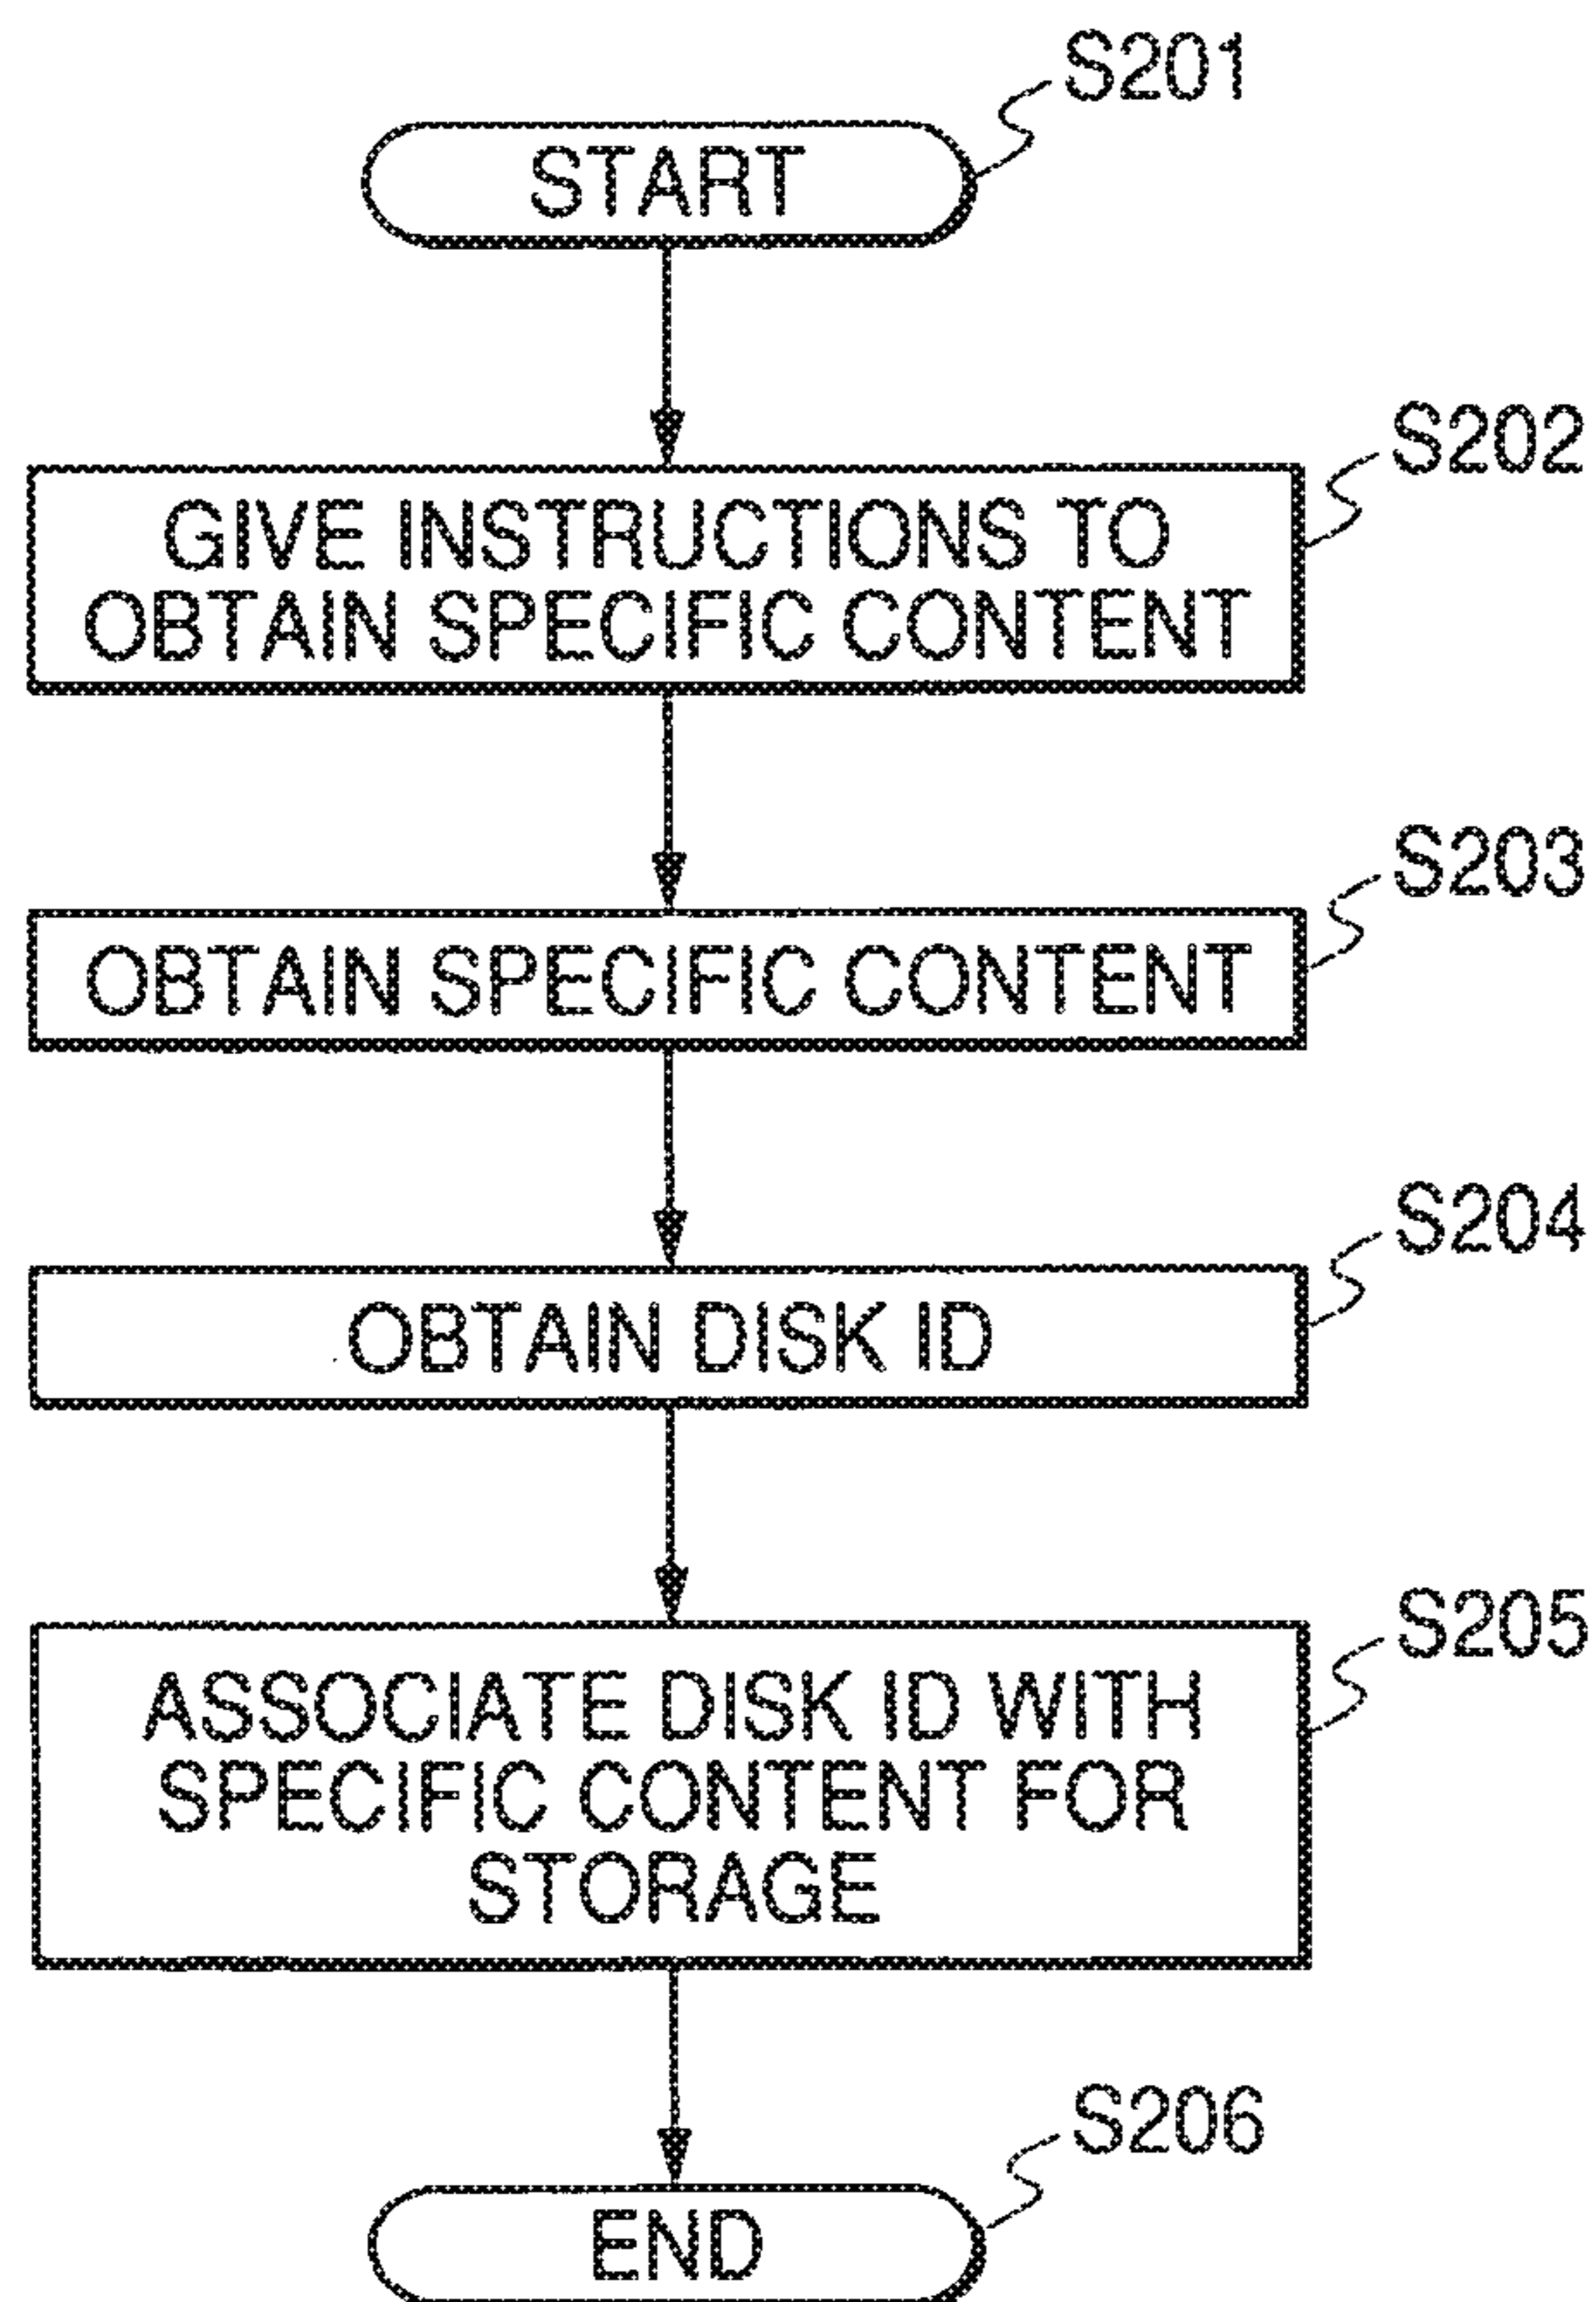 S201
START
S202
GIVE INSTRUCTIONS TO
OBTAIN SPECIFIC CONTENT
S203
OBTAIN SPECIFIC CONTENT
S204
OBTAIN DISK ID
S205
ASSOCIATE DISK ID WITH
SPECIFIC CONTENT FOR
STORAGE
S206
END